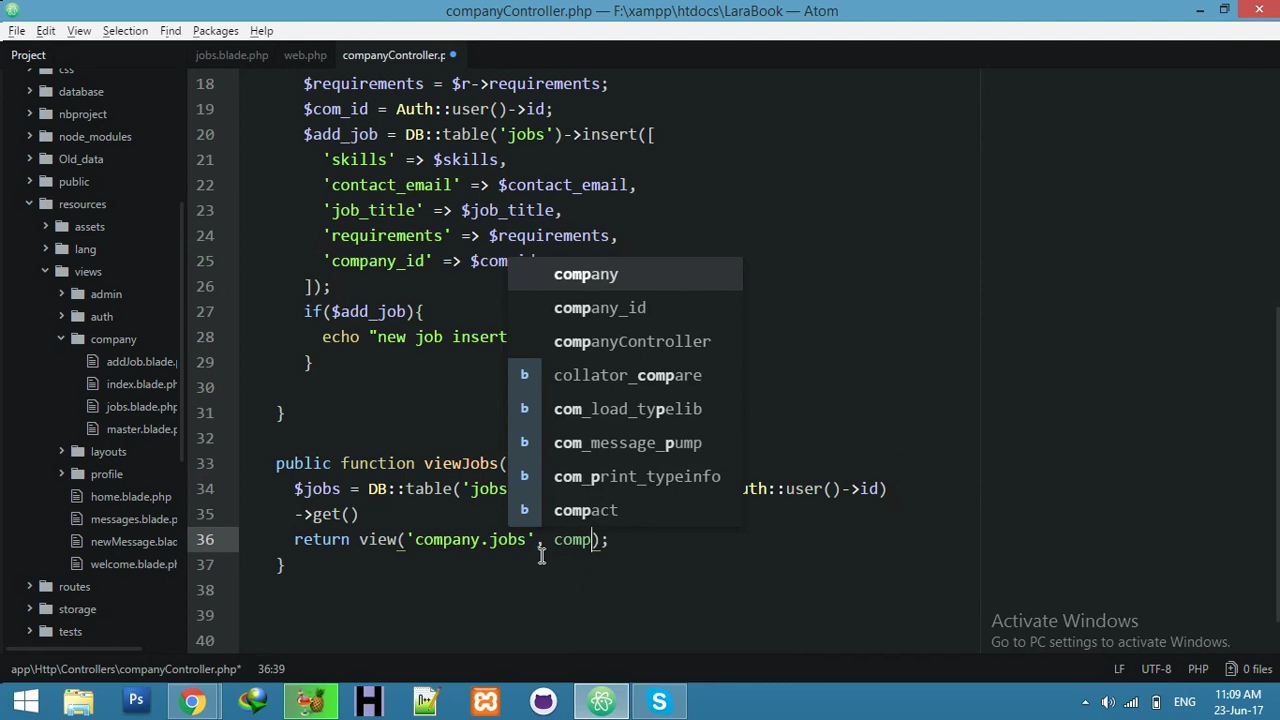 companyController.php — F:\xampp\htdocs\LaraBook — Atom
File Edit View Selection Find Packages Help
Project
jobs.blade.php web.php companyController.p
css
database
nbproject
node_modules
Old_data
public
resources
assets
lang
views
admin
auth
company
addJob.blade.p
index.blade.ph
jobs.blade.php
master.blade.p
layouts
profile
home.blade.php
messages.blade.ph
newMessage.blade
welcome.blade.ph
routes
storage
tests
18 $requirements = $r->requirements;
19 $com_id = Auth::user()->id;
20 $add_job = DB::table('jobs')->insert([
21 'skills' => $skills,
22 'contact_email' => $contact_email,
23 'job_title' => $job_title,
24 'requirements' => $requirements,
25 'company_id' => $com_id
26 ]);
27 if($add_job){
28 echo "new job insert
29 }
30
31 }
32
33 public function viewJobs(
34 $jobs = DB::table('jobs uth::user()->id)
35 ->get()
36 return view('company.jobs', comp);
37 }
38
39
40
company
company_id
companyController
b collator_compare
b com_load_typelib
b com_message_pump
b com_print_typeinfo
b compact
Activate Windows
Go to PC settings to activate Windows.
app\Http\Controllers\companyController.php* 36:39 LF UTF-8 PHP 0 files
Ps
ENG
11:09 AM
23-Jun-17